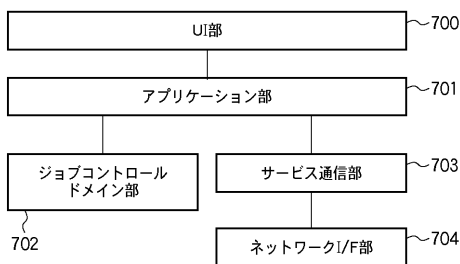 UI部
700
アプリケーション部
701
ジョブコントロール
ドメイン部
702
サービス通信部
703
ネットワークI/F部
704